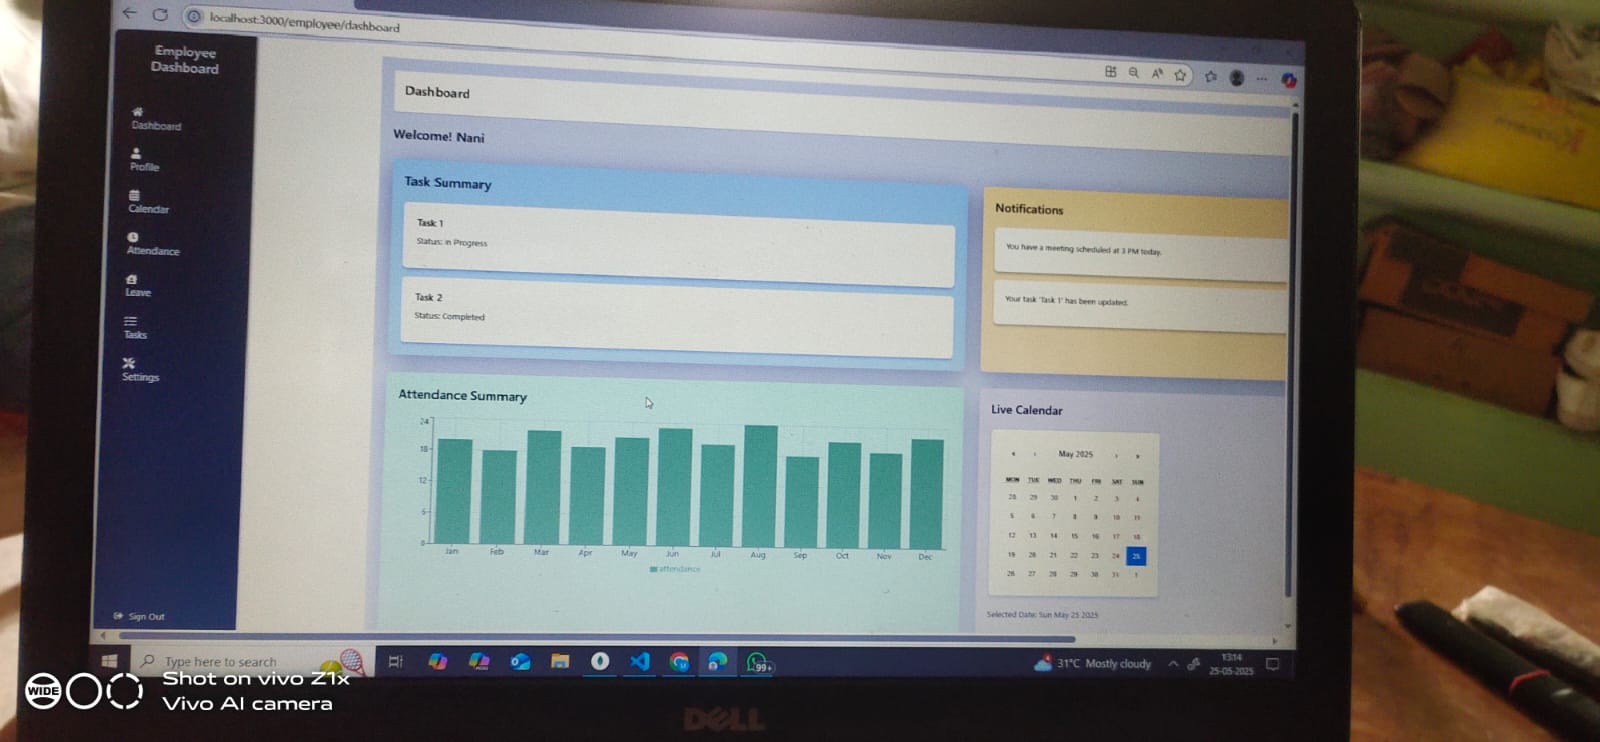 localhost:3000/employee/dashboard
Employee
Dashboard
Dashboard
Profile
Calendar
Attendance
Leave
Tasks
Settings
Sign Out
Dashboard
Welcome! Nani
Task Summary
Task 1
Status: in Progress
Task 2
Status: Completed
Notifications
You have a meeting scheduled at 3 PM today.
Your task 'Task 1' has been updated.
Attendance Summary
24
18
12
6
0
Jan Feb Mar Apr May Jun Jul Aug Sep Oct Nov Dec
attendance
Live Calendar
« ‹ May 2025 › »
MON TUE WED THU FRI SAT SUN
28 29 30 1 2 3 4
5 6 7 8 9 10 11
12 13 14 15 16 17 18
19 20 21 22 23 24 25
26 27 28 29 30 31 1
Selected Date: Sun May 25 2025
Type here to search
99+
31°C Mostly cloudy
13:14
25-05-2025
WIDE
Shot on vivo Z1x
Vivo AI camera
DELL